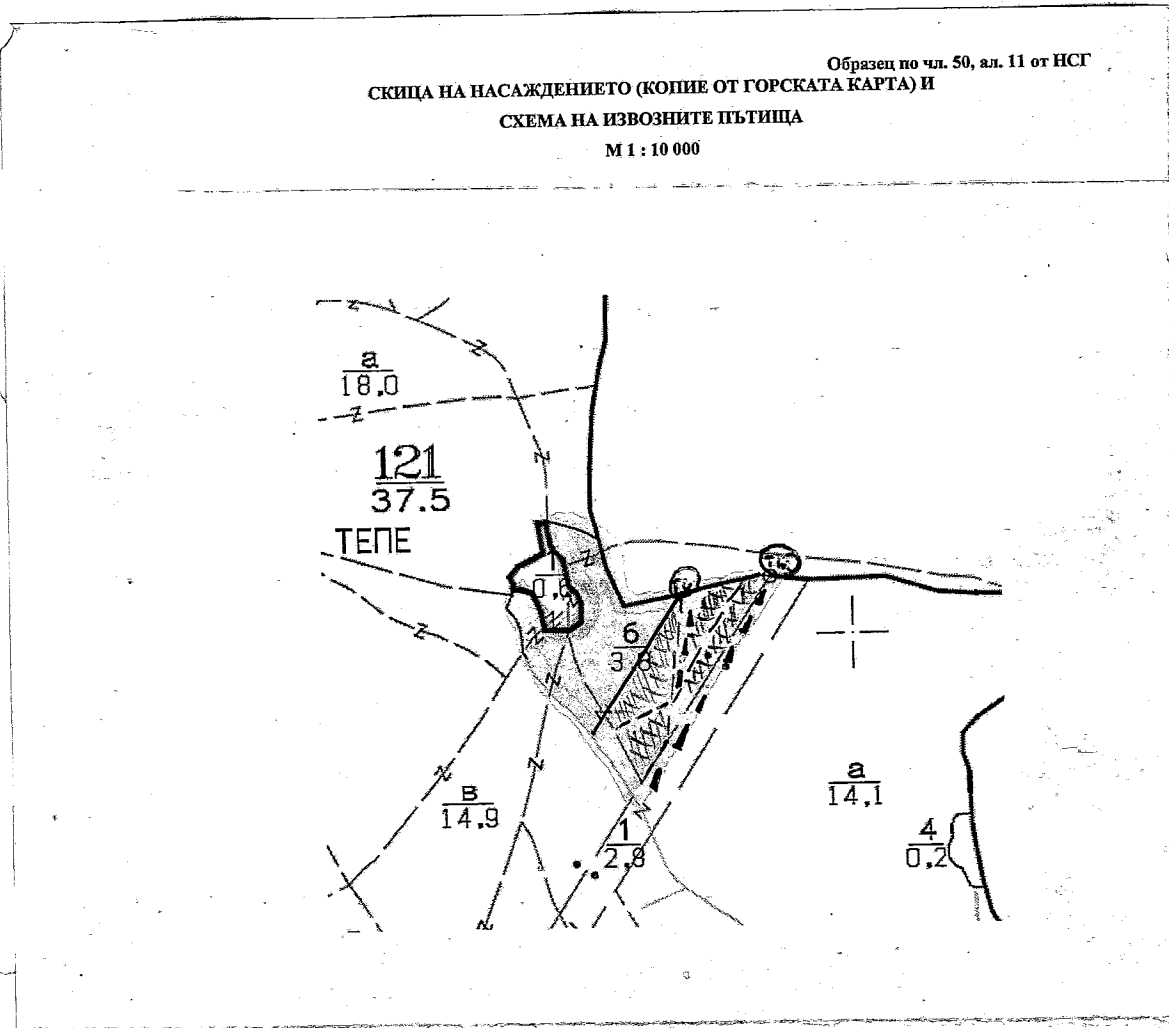 Образец по чл. 50, ал. 11 от НСГ
СКИЦА НА НАСАЖДЕНИЕТО (КОПИЕ ОТ ГОРСКАТА КАРТА) И
СХЕМА НА ИЗВОЗНИТЕ ПЪТИЩА
М 1 : 10 000
а
18,0
121
37.5
ТЕПЕ
1
0,6
б
3,8
в
14,9
1
2,8
а
14,1
4
0,2